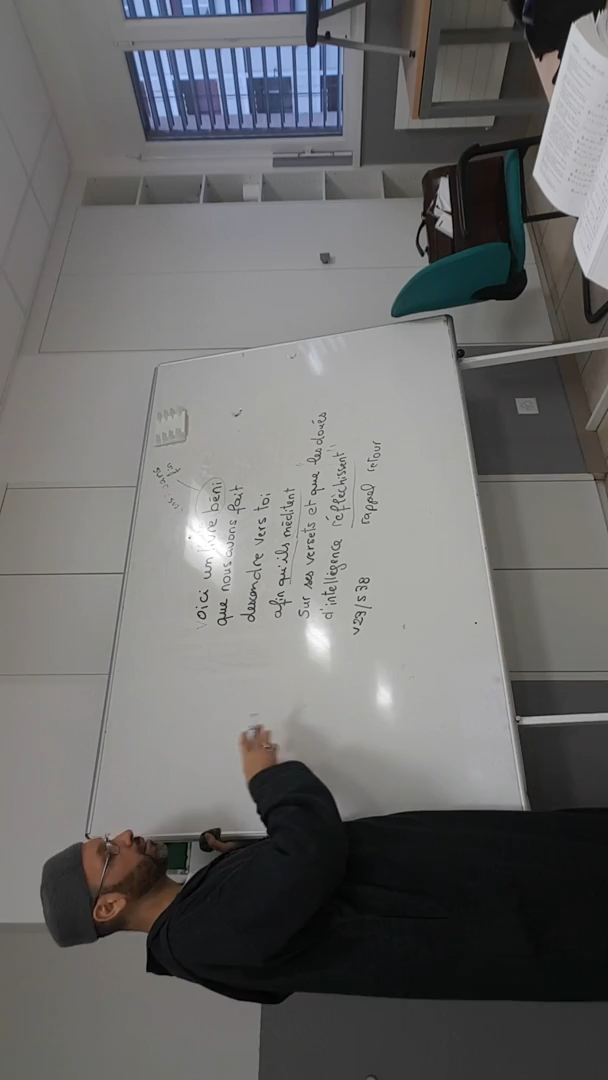 Voici un livre béni
que nous avons fait
descendre vers toi
afin qu'ils méditent
sur ses versets et que les doués
d'intelligence réfléchissent"
v29/S38
rappel retour